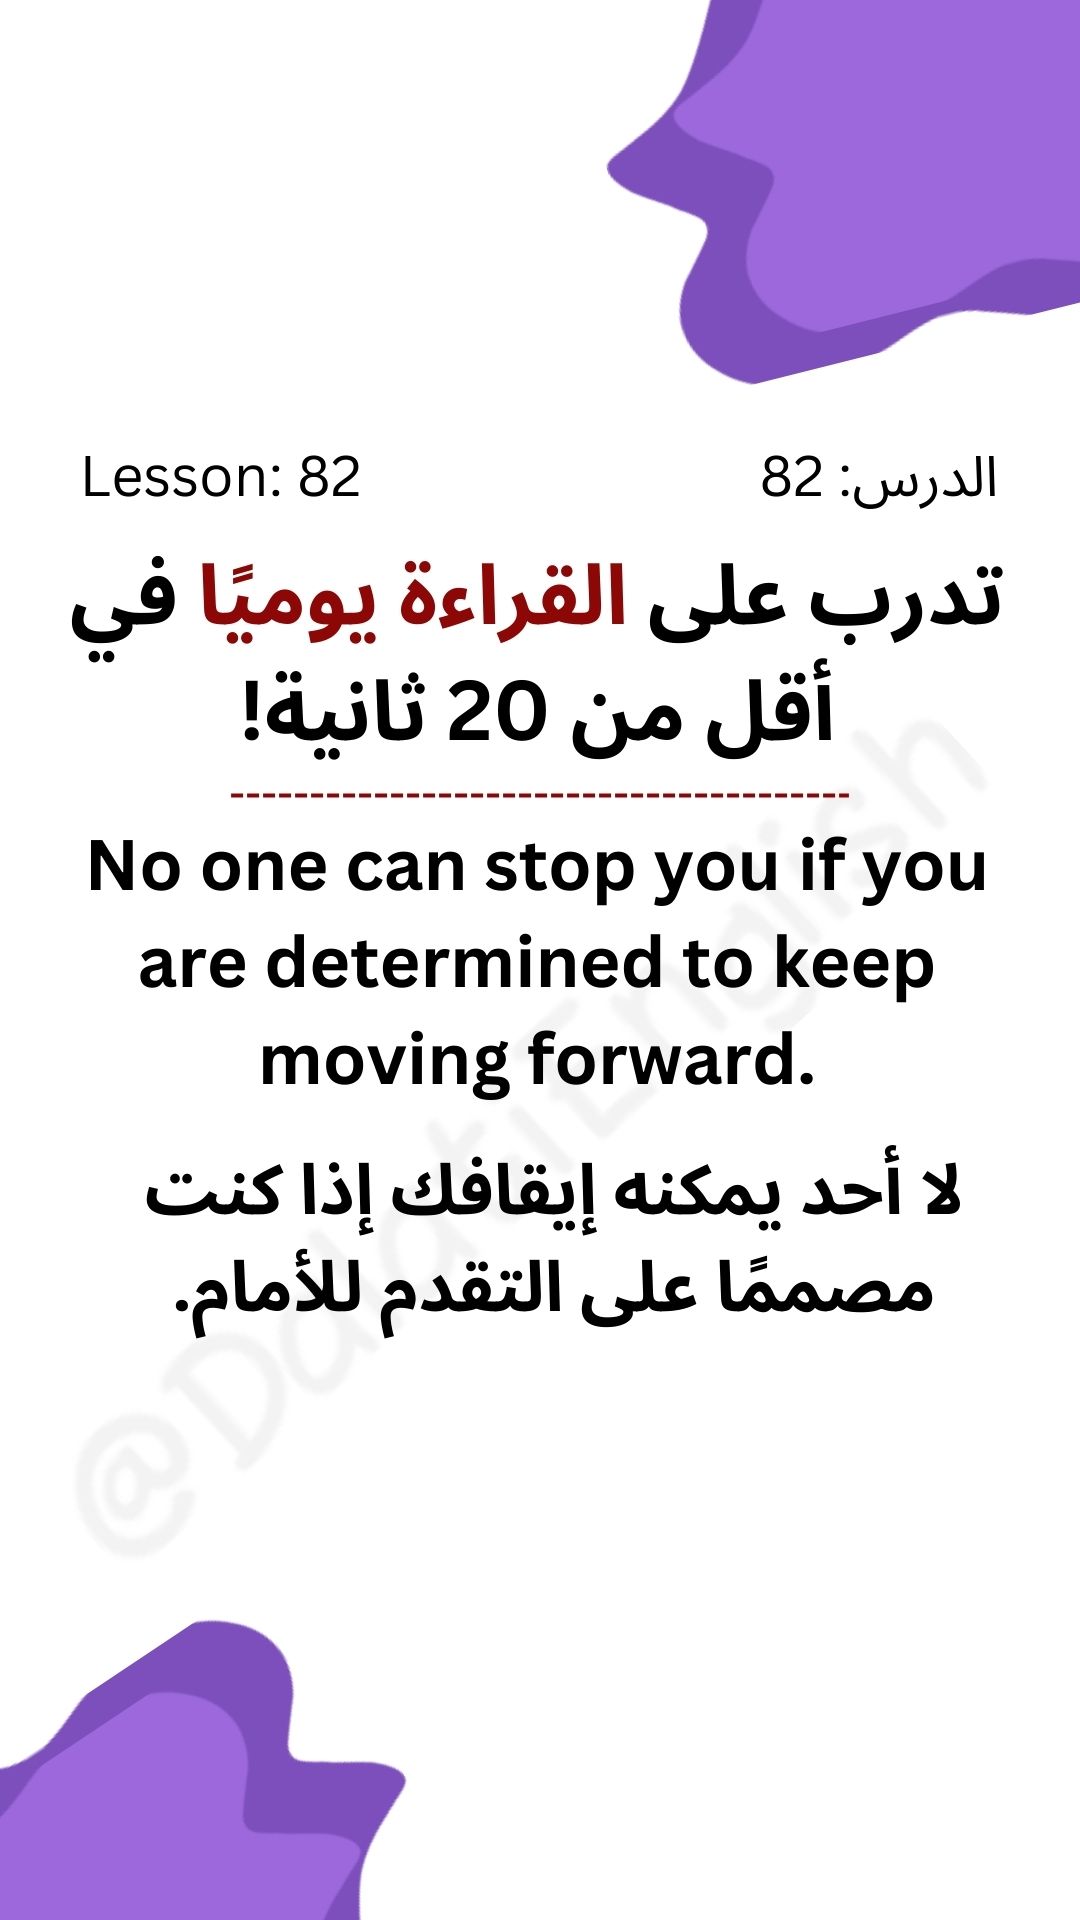 Lesson: 82
الدرس: 82
تدرب على القراءة يوميًا في
أقل من 20 ثانية!
---------------------------------------
No one can stop you if you
are determined to keep
moving forward.
لا أحد يمكنه إيقافك إذا كنت
مصممًا على التقدم للأمام.